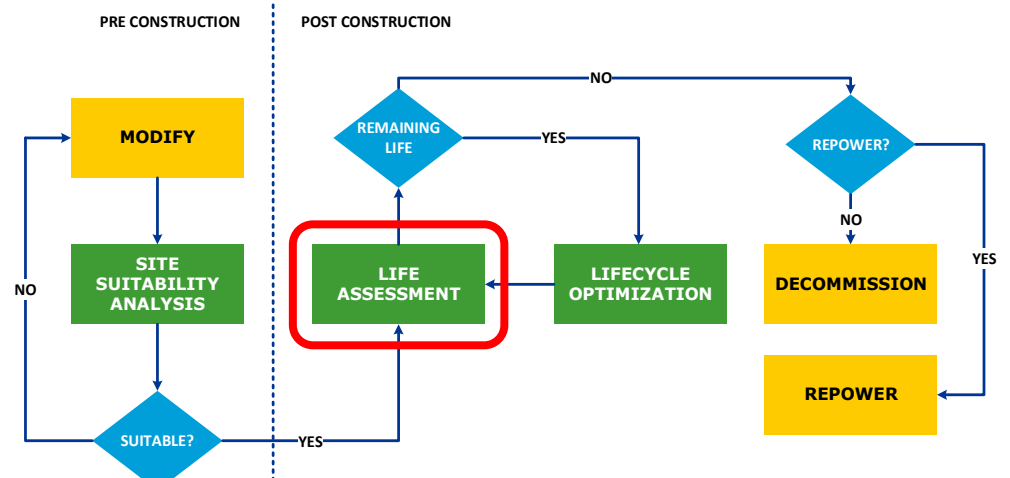 PRE CONSTRUCTION
POST CONSTRUCTION
NO
MODIFY
REMAINING
LIFE
YES
REPOWER?
NO
SITE
SUITABILITY
ANALYSIS
LIFE
ASSESSMENT
LIFECYCLE
OPTIMIZATION
DECOMMISSION
YES
NO
REPOWER
SUITABLE?
YES